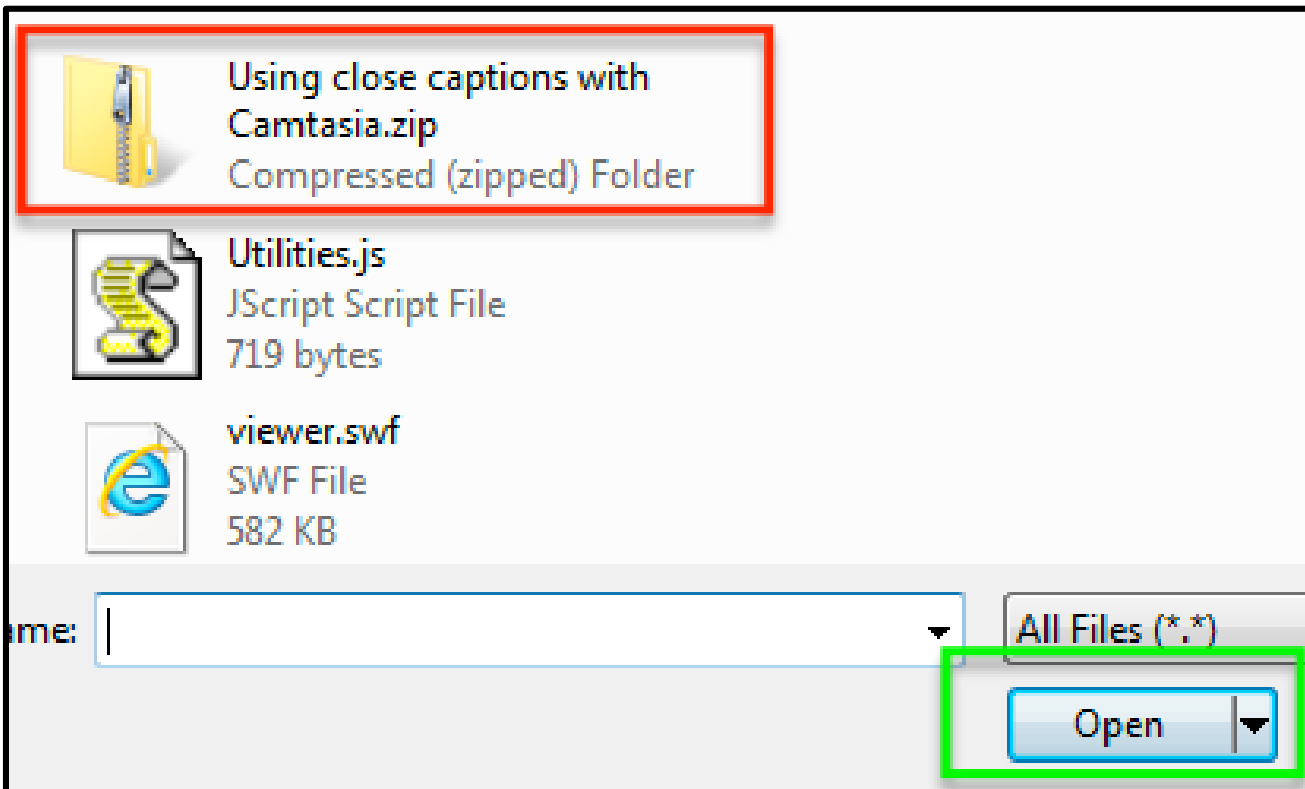 Using close captions with
Camtasia.zip
Compressed (zipped) Folder
Utilities.js
JScript Script File
719 bytes
viewer.swf
SWF File
582 KB
ame:
All Files (*.*)
Open